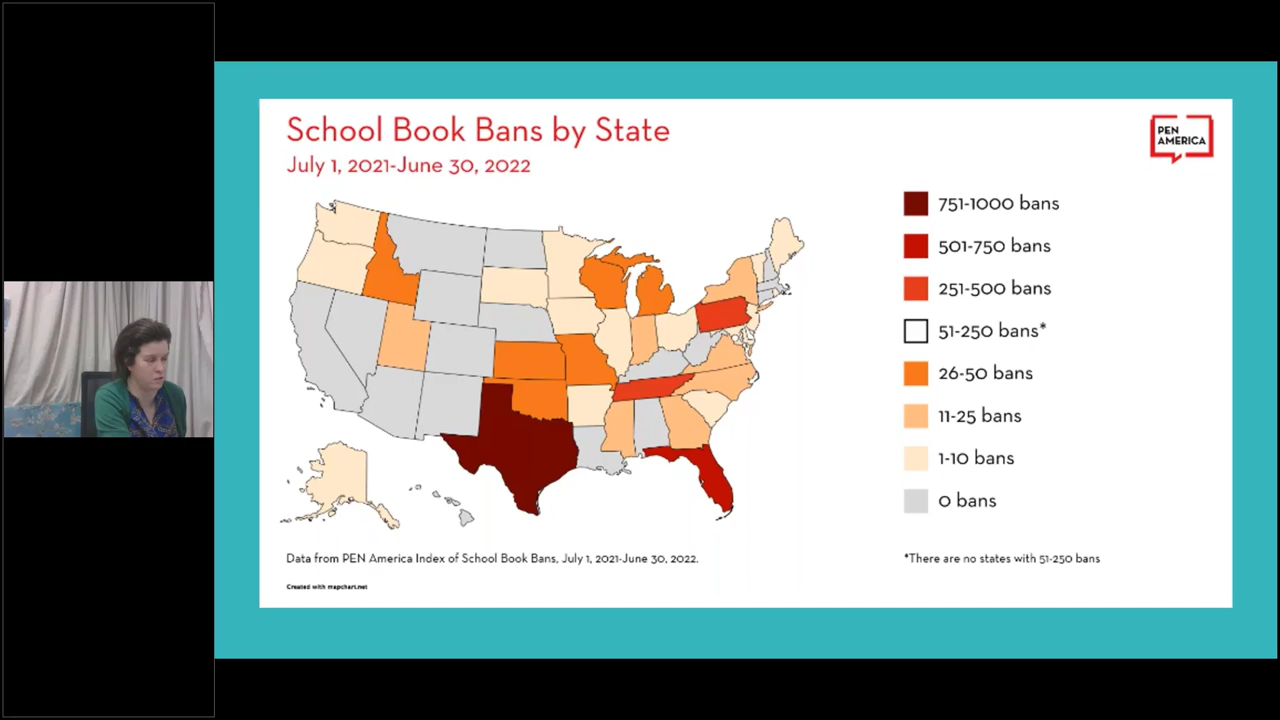 School Book Bans by State
July 1, 2021-June 30, 2022
PEN
AMERICA
751-1000 bans
501-750 bans
251-500 bans
51-250 bans*
26-50 bans
11-25 bans
1-10 bans
0 bans
Data from PEN America Index of School Book Bans, July 1, 2021-June 30, 2022.
*There are no states with 51-250 bans
Created with mapchart.net